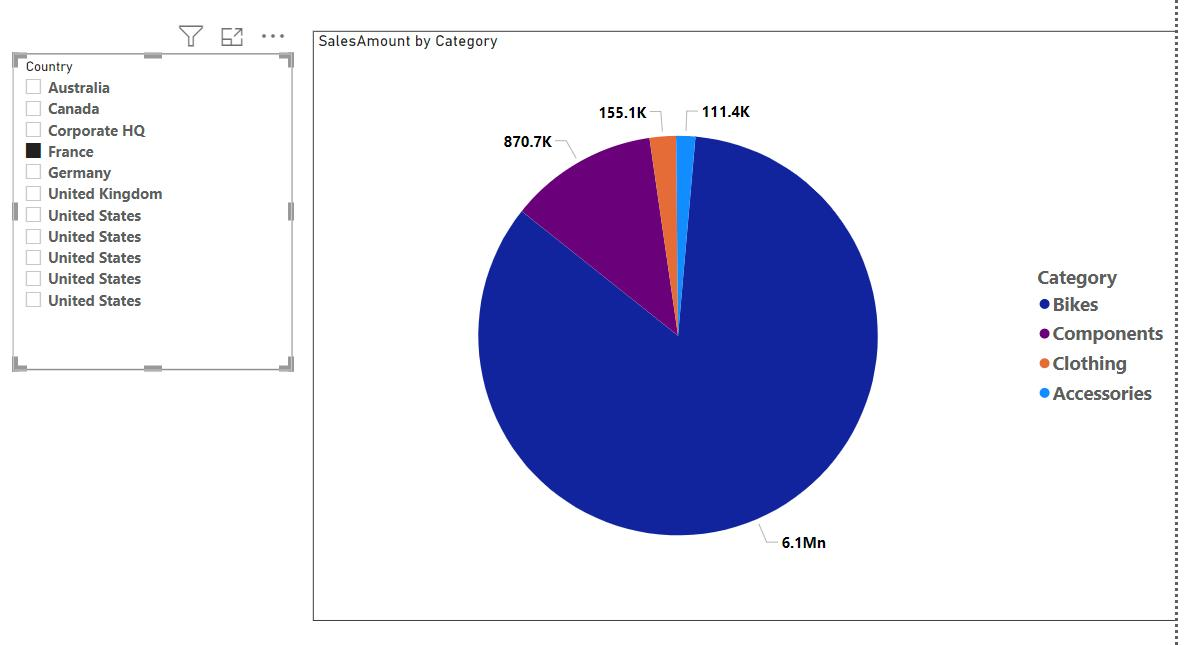 Country
Australia
Canada
Corporate HQ
France
Germany
United Kingdom
United States
United States
United States
United States
United States
SalesAmount by Category
155.1K
111.4K
870.7K
6.1Mn
Category
Bikes
Components
Clothing
Accessories